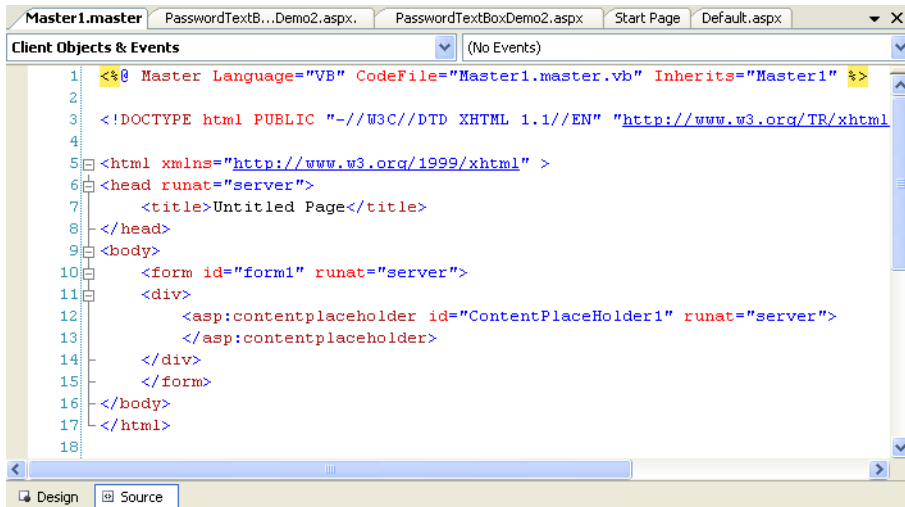 Master1.master PasswordTextB...Demo2.aspx. PasswordTextBoxDemo2.aspx Start Page Default.aspx
Client Objects & Events (No Events)
1 <%@ Master Language="VB" CodeFile="Master1.master.vb" Inherits="Master1" %>
2
3 <!DOCTYPE html PUBLIC "-//W3C//DTD XHTML 1.1//EN" "http://www.w3.org/TR/xhtml
4
5 <html xmlns="http://www.w3.org/1999/xhtml" >
6 <head runat="server">
7 <title>Untitled Page</title>
8 </head>
9 <body>
10 <form id="form1" runat="server">
11 <div>
12 <asp:contentplaceholder id="ContentPlaceHolder1" runat="server">
13 </asp:contentplaceholder>
14 </div>
15 </form>
16 </body>
17 </html>
18
Design Source